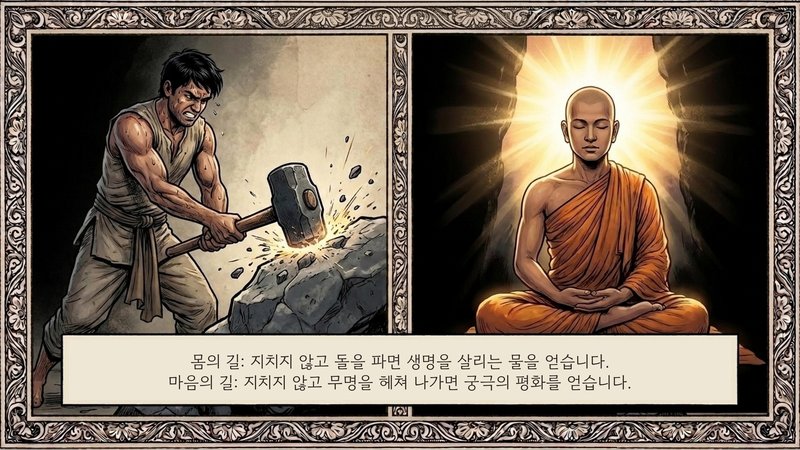 몸의 길: 지치지 않고 돌을 파면 생명을 살리는 물을 얻습니다.
마음의 길: 지치지 않고 무명을 헤쳐 나가면 궁극의 평화를 얻습니다.